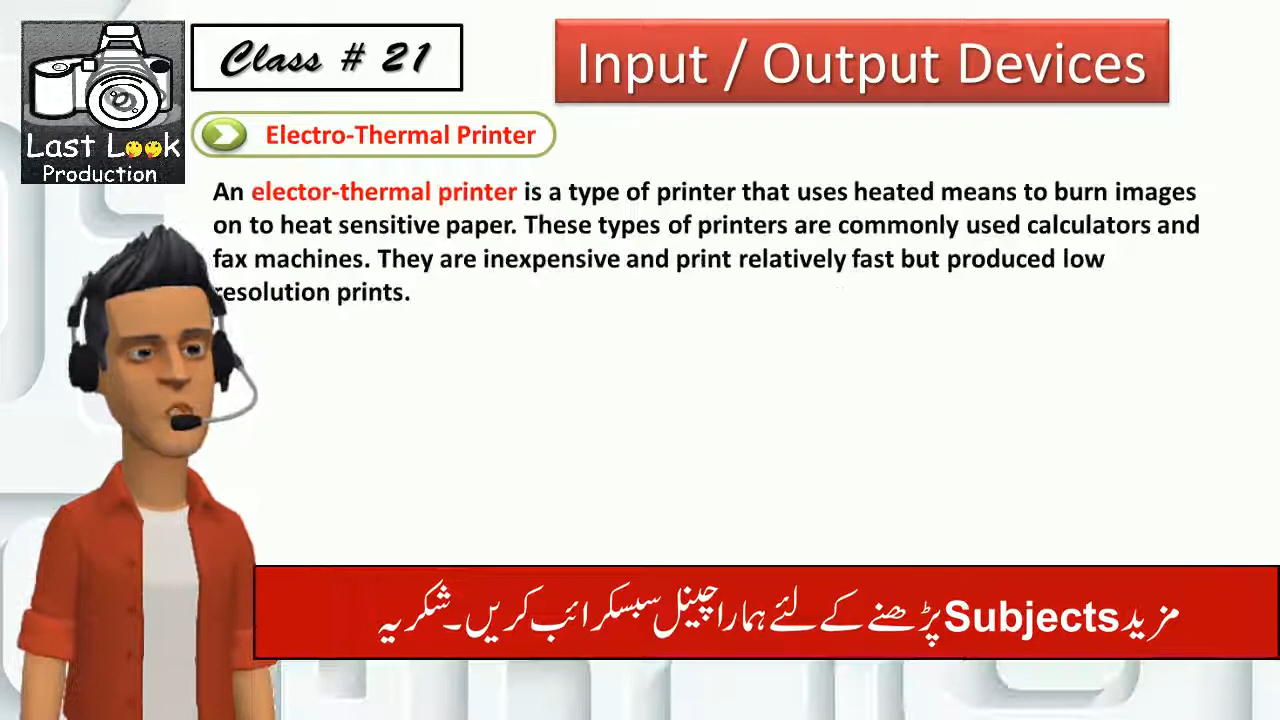 Last Look
Production
Class # 21
Input / Output Devices
Electro-Thermal Printer
An elector-thermal printer is a type of printer that uses heated means to burn images
on to heat sensitive paper. These types of printers are commonly used calculators and
fax machines. They are inexpensive and print relatively fast but produced low
resolution prints.
مزید Subjects پڑھنے کے لئے ہمارا چینل سبسکرائب کریں۔ شکریہ